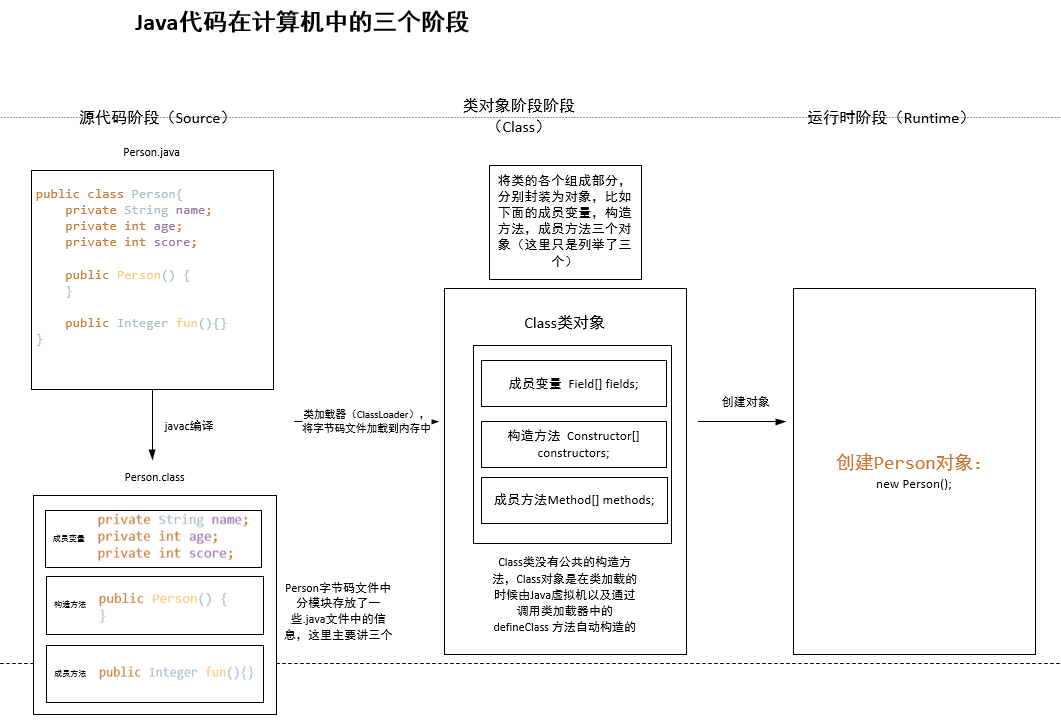 Java代码在计算机中的三个阶段
源代码阶段（Source）
类对象阶段阶段
（Class）
运行时阶段（Runtime）
Person.java
public class Person{
private String name;
private int age;
private int score;
public Person() {
}
public Integer fun(){}
}
javac编译
Person.class
成员变量
private String name;
private int age;
private int score;
构造方法
public Person() {
}
成员方法
public Integer fun(){}
Person字节码文件中
分模块存放了一
些.java文件中的信
息，这里主要讲三个
类加载器（ClassLoader），
将字节码文件加载到内存中
将类的各个组成部分，
分别封装为对象，比如
下面的成员变量，构造
方法，成员方法三个对
象（这里只是列举了三
个）
Class类对象
成员变量 Field[] fields;
构造方法 Constructor[]
constructors;
成员方法Method[] methods;
Class类没有公共的构造方
法，Class对象是在类加载的
时候由Java虚拟机以及通过
调用类加载器中的
defineClass 方法自动构造的
创建对象
创建Person对象：
new Person();